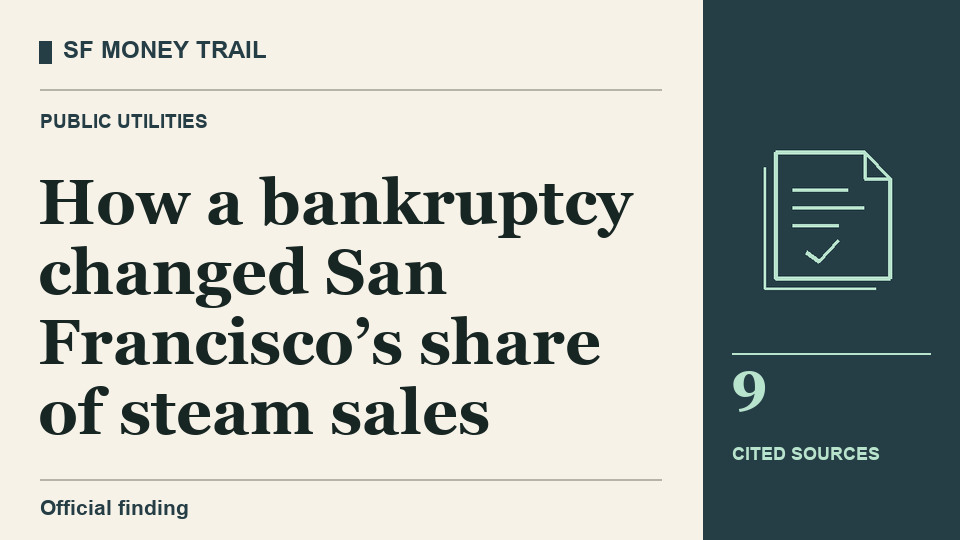 SF MONEY TRAIL
PUBLIC UTILITIES
How a bankruptcy
changed San
Francisco’s share
of steam sales
Official finding
9
CITED SOURCES